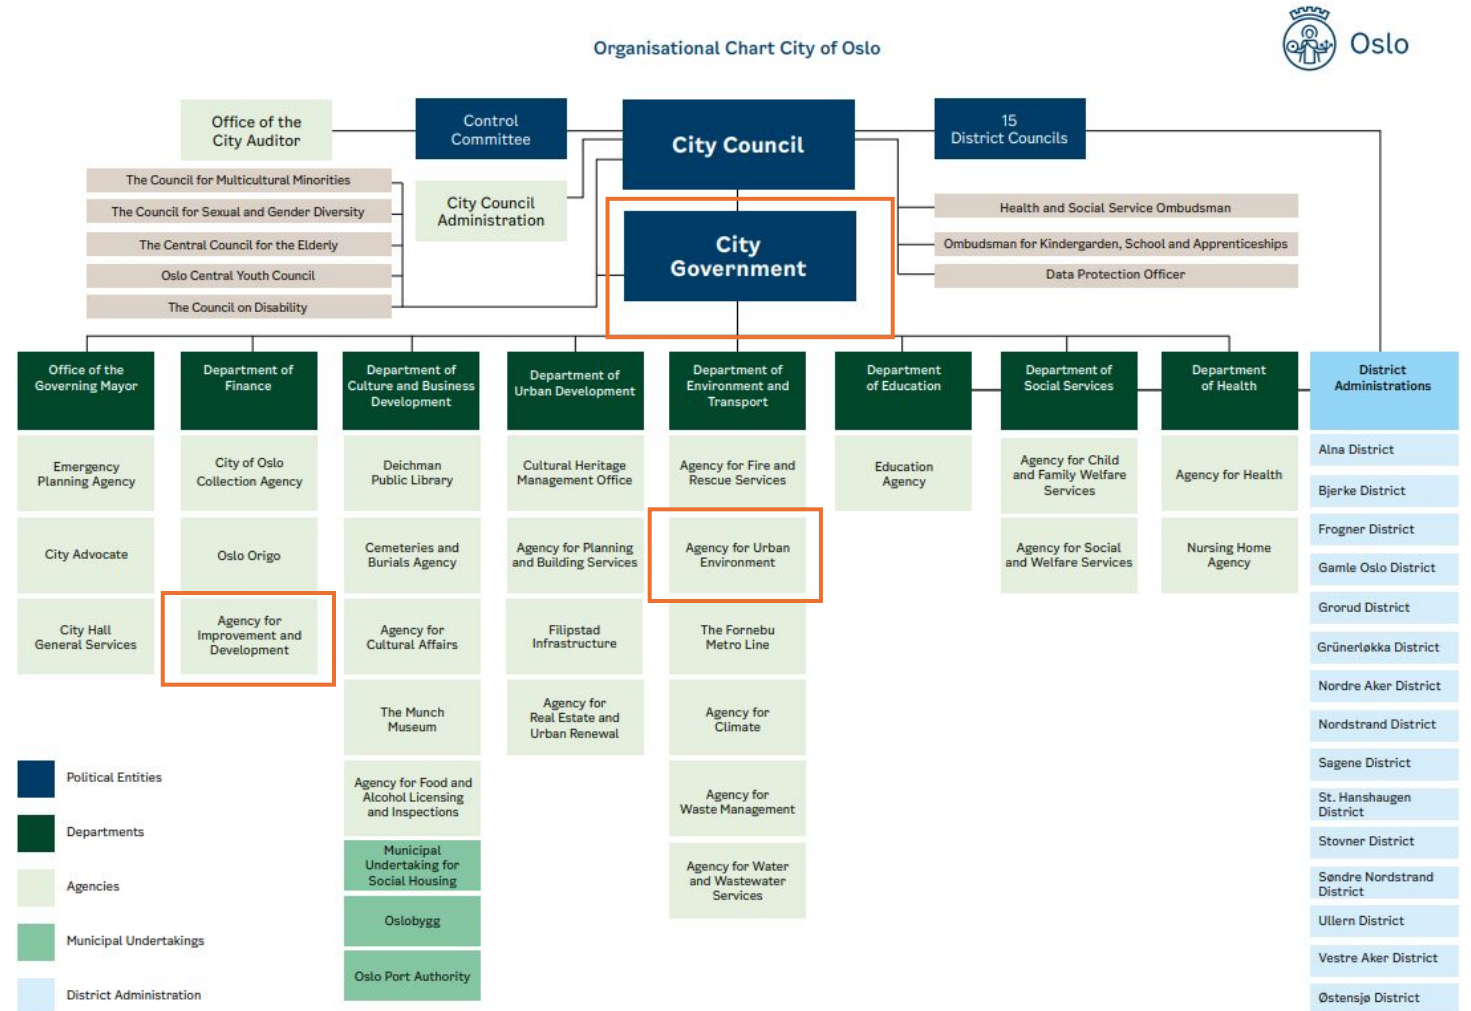 Organisational Chart City of Oslo
Oslo
Office of the
City Auditor
Control
Committee
City Council
15
District Councils
The Council for Multicultural Minorities
The Council for Sexual and Gender Diversity
The Central Council for the Elderly
Oslo Central Youth Council
The Council on Disability
City Council
Administration
City
Government
Health and Social Service Ombudsman
Ombudsman for Kindergarden, School and Apprenticeships
Data Protection Officer
Office of the
Governing Mayor
Emergency
Planning Agency
City Advocate
City Hall
General Services
Department of
Finance
City of Oslo
Collection Agency
Oslo Origo
Agency for
Improvement and
Development
Department of
Culture and Business
Development
Deichman
Public Library
Cemeteries and
Burials Agency
Agency for
Cultural Affairs
The Munch
Museum
Agency for Food and
Alcohol Licensing
and Inspections
Municipal
Undertaking for
Social Housing
Oslobygg
Oslo Port Authority
Department of
Urban Development
Cultural Heritage
Management Office
Agency for Planning
and Building Services
Filipstad
Infrastructure
Agency for
Real Estate and
Urban Renewal
Department of
Environment and
Transport
Agency for Fire and
Rescue Services
Agency for Urban
Environment
The Fornebu
Metro Line
Agency for
Climate
Agency for
Waste Management
Agency for Water
and Wastewater
Services
Department
of Education
Education
Agency
Department of
Social Services
Agency for Child
and Family Welfare
Services
Agency for Social
and Welfare Services
Department
of Health
Agency for Health
Nursing Home
Agency
District
Administrations
Alna District
Bjerke District
Frogner District
Gamle Oslo District
Grorud District
Grünerløkka District
Nordre Aker District
Nordstrand District
Sagene District
St. Hanshaugen
District
Stovner District
Søndre Nordstrand
District
Ullern District
Vestre Aker District
Østensjø District
Political Entities
Departments
Agencies
Municipal Undertakings
District Administration